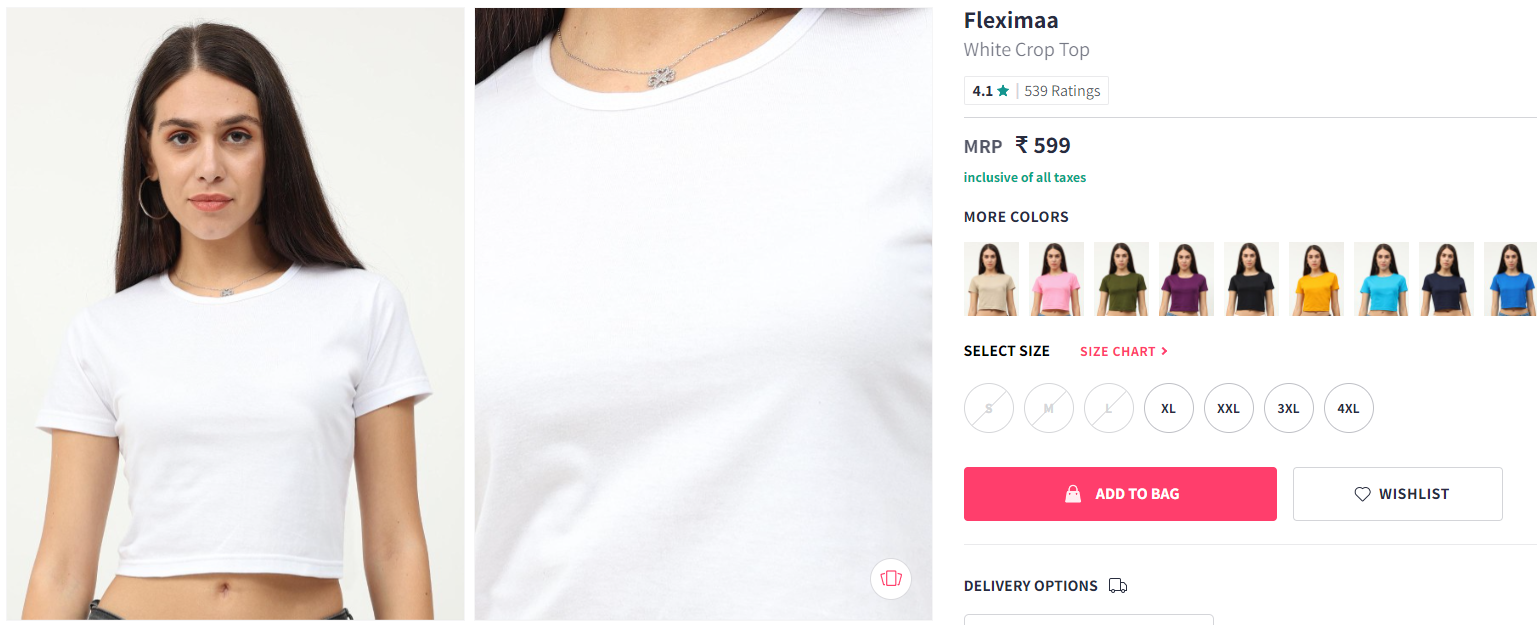 Fleximaa
White Crop Top
4.1 ★ | 539 Ratings
MRP ₹ 599
inclusive of all taxes
MORE COLORS
SELECT SIZE SIZE CHART >
S M L XL XXL 3XL 4XL
ADD TO BAG WISHLIST
DELIVERY OPTIONS